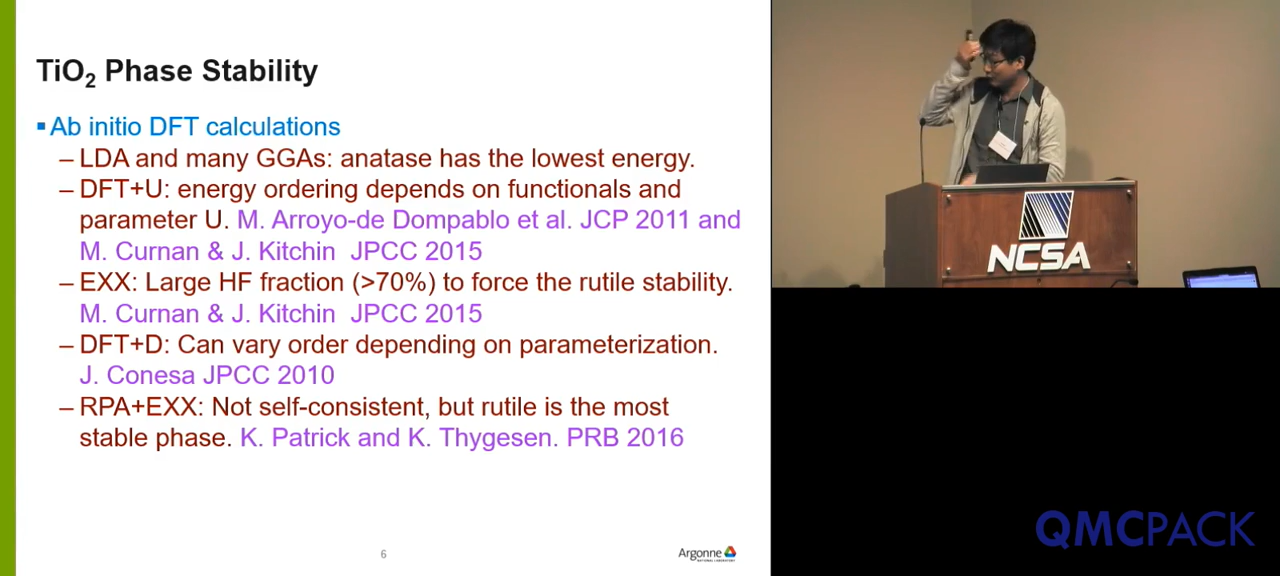 TiO2 Phase Stability
▪Ab initio DFT calculations
– LDA and many GGAs: anatase has the lowest energy.
– DFT+U: energy ordering depends on functionals and
parameter U. M. Arroyo-de Dompablo et al. JCP 2011 and
M. Curnan & J. Kitchin JPCC 2015
– EXX: Large HF fraction (>70%) to force the rutile stability.
M. Curnan & J. Kitchin JPCC 2015
– DFT+D: Can vary order depending on parameterization.
J. Conesa JPCC 2010
– RPA+EXX: Not self-consistent, but rutile is the most
stable phase. K. Patrick and K. Thygesen. PRB 2016
6
Argonne
NATIONAL LABORATORY
NCSA
QMCPACK